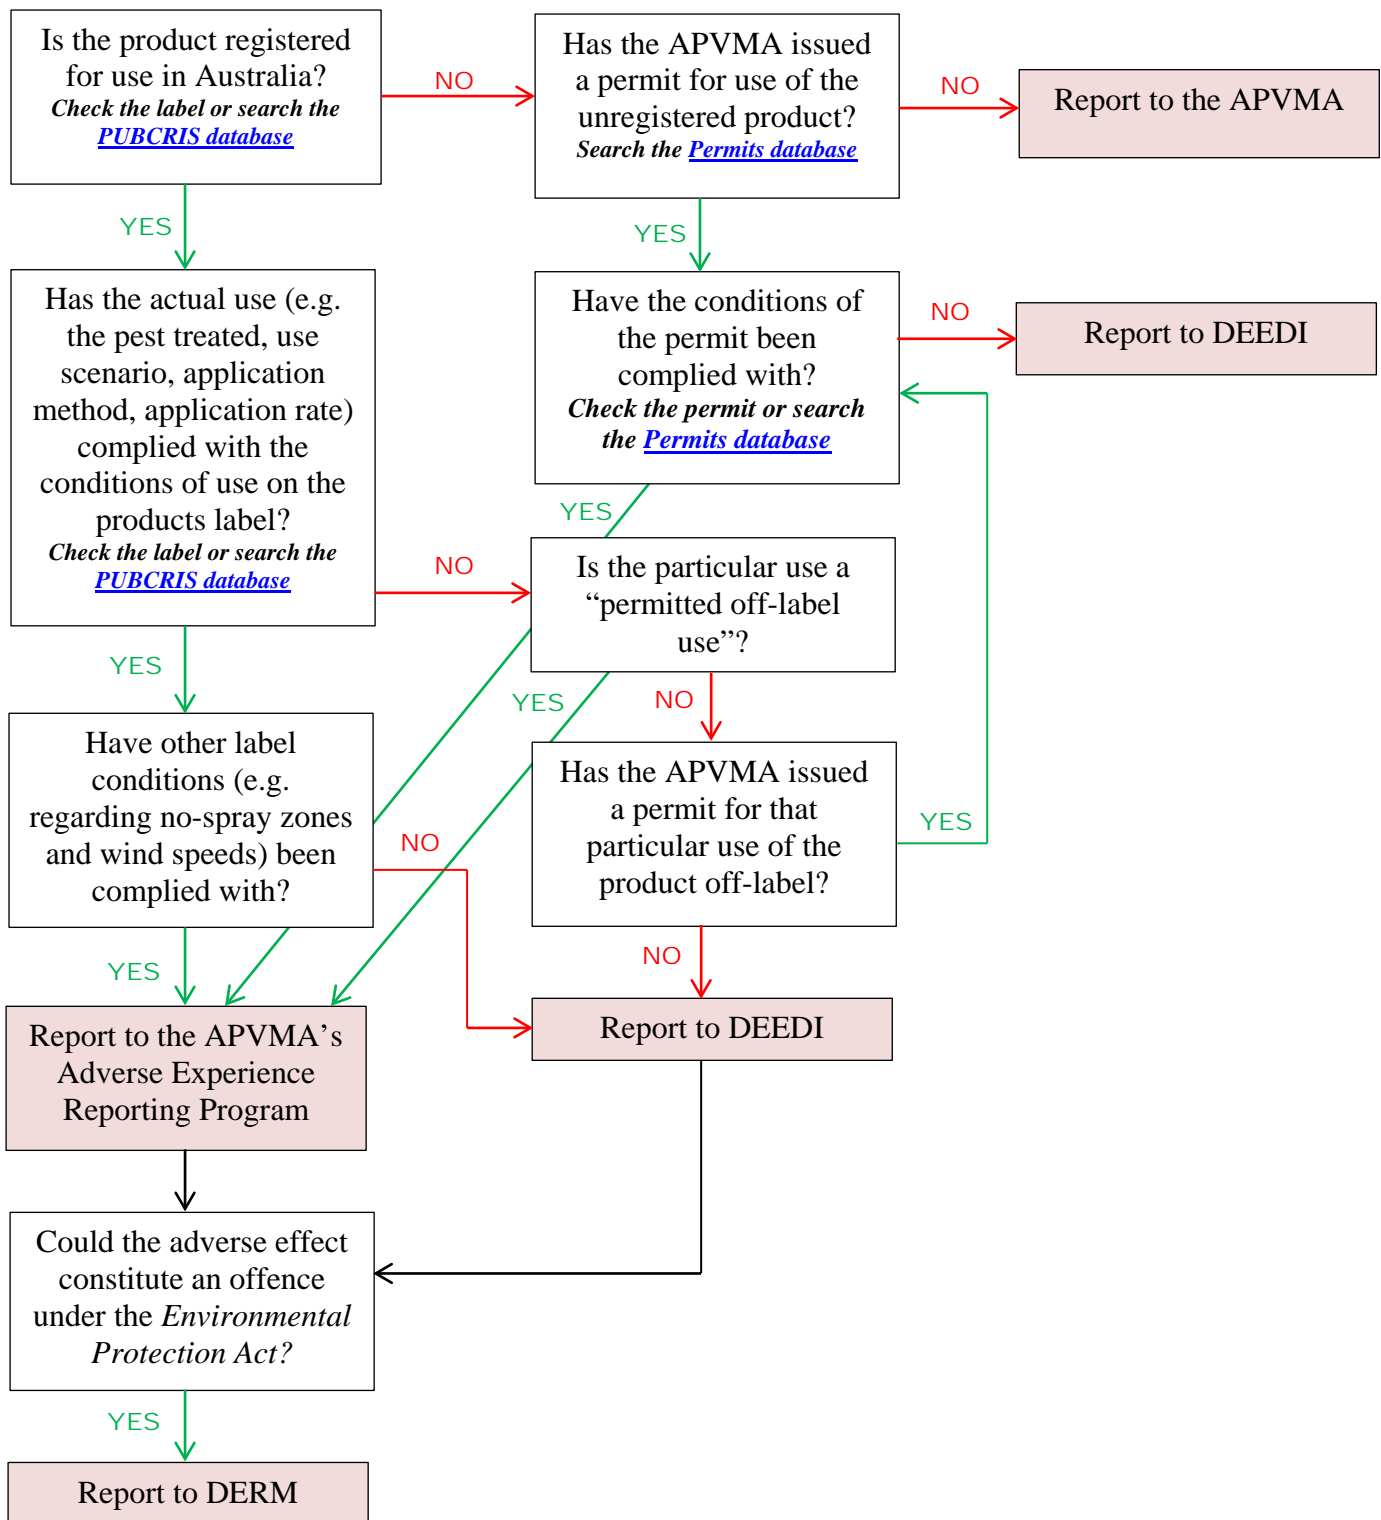 Is the product registered
for use in Australia?
Check the label or search the
PUBCRIS database
NO
Has the APVMA issued
a permit for use of the
unregistered product?
Search the Permits database
NO
Report to the APVMA
YES
YES
Has the actual use (e.g.
the pest treated, use
scenario, application
method, application rate)
complied with the
conditions of use on the
products label?
Check the label or search the
PUBCRIS database
Have the conditions of
the permit been
complied with?
Check the permit or search
the Permits database
NO
Report to DEEDI
YES
NO
Is the particular use a
“permitted off-label
use”?
YES
YES
NO
Have other label
conditions (e.g.
regarding no-spray zones
and wind speeds) been
complied with?
NO
Has the APVMA issued
a permit for that
particular use of the
product off-label?
YES
YES
NO
Report to the APVMA’s
Adverse Experience
Reporting Program
Report to DEEDI
Could the adverse effect
constitute an offence
under the Environmental
Protection Act?
YES
Report to DERM